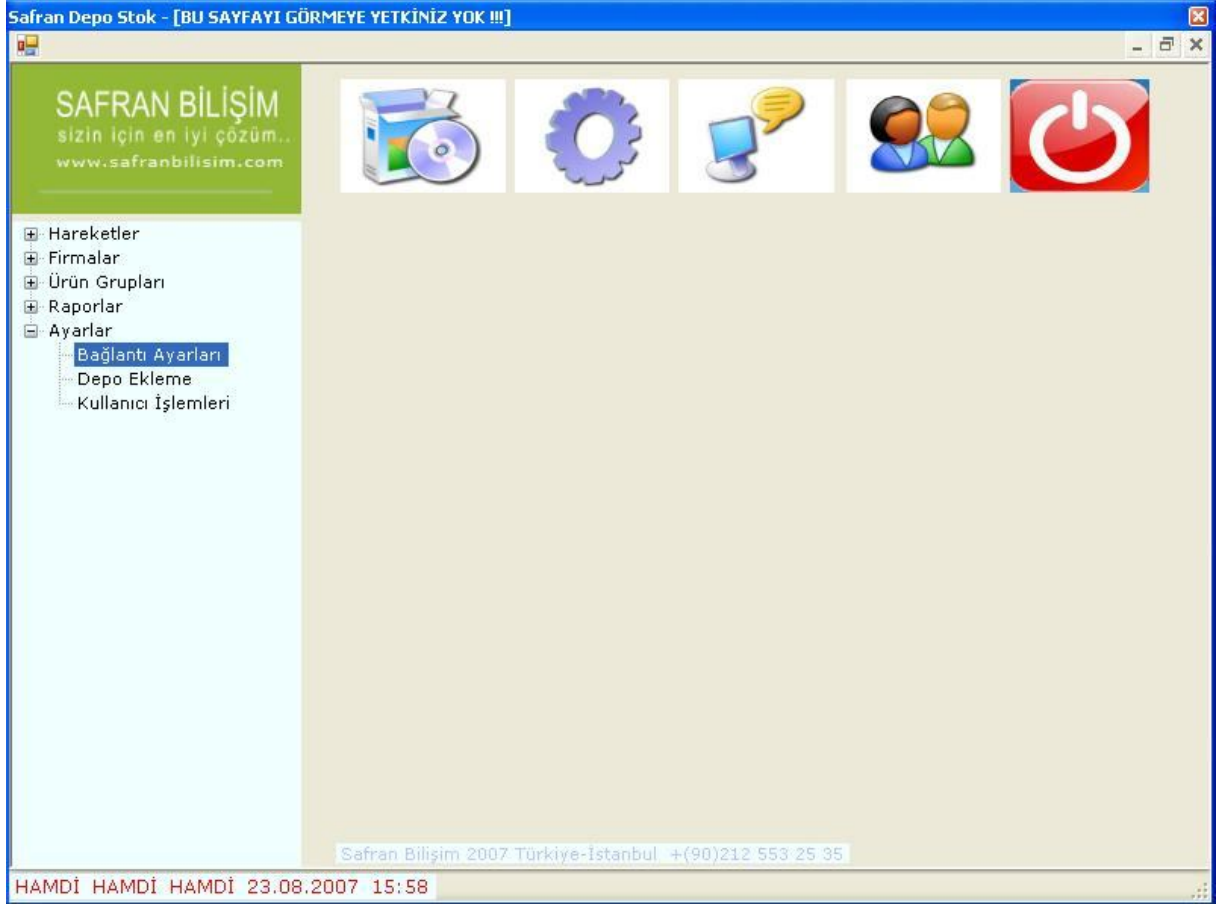 Safran Depo Stok - [BU SAYFAYI GÖRMEYE YETKİNİZ YOK !!!]
SAFRAN BİLİŞİM
sizin için en iyi çözüm..
www.safranbilisim.com
Hareketler
Firmalar
Ürün Grupları
Raporlar
Ayarlar
Bağlantı Ayarları
Depo Ekleme
Kullanıcı İşlemleri
Safran Bilişim 2007 Türkiye-İstanbul +(90)212 553 25 35
HAMDİ HAMDİ HAMDİ 23.08.2007 15:58